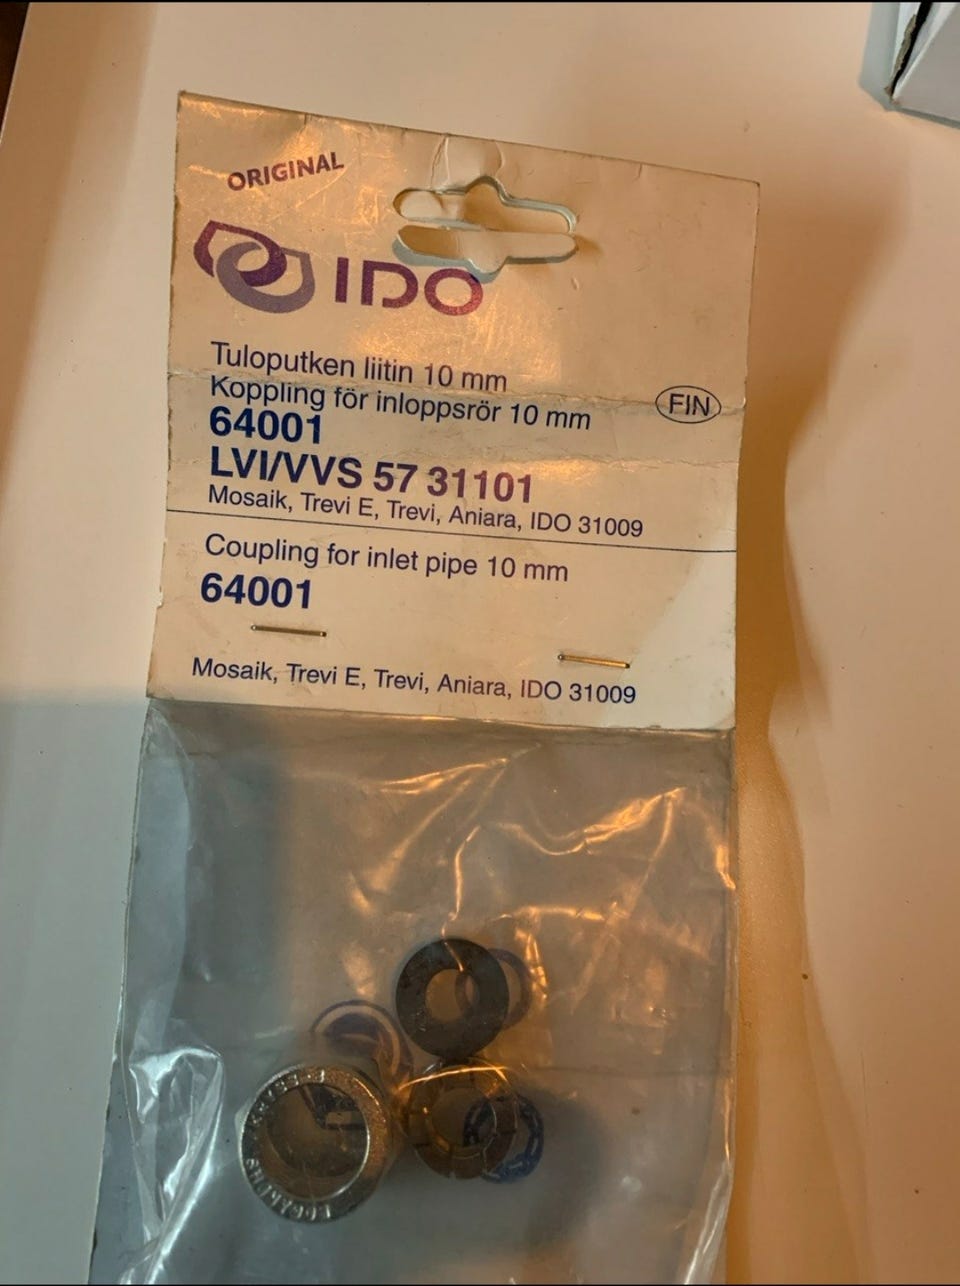 ORIGINAL
IDO
Tuloputken liitin 10 mm
Koppling för inloppsrör 10 mm
FIN
64001
LVI/VVS 57 31101
Mosaik, Trevi E, Trevi, Aniara, IDO 31009
Coupling for inlet pipe 10 mm
64001
Mosaik, Trevi E, Trevi, Aniara, IDO 31009